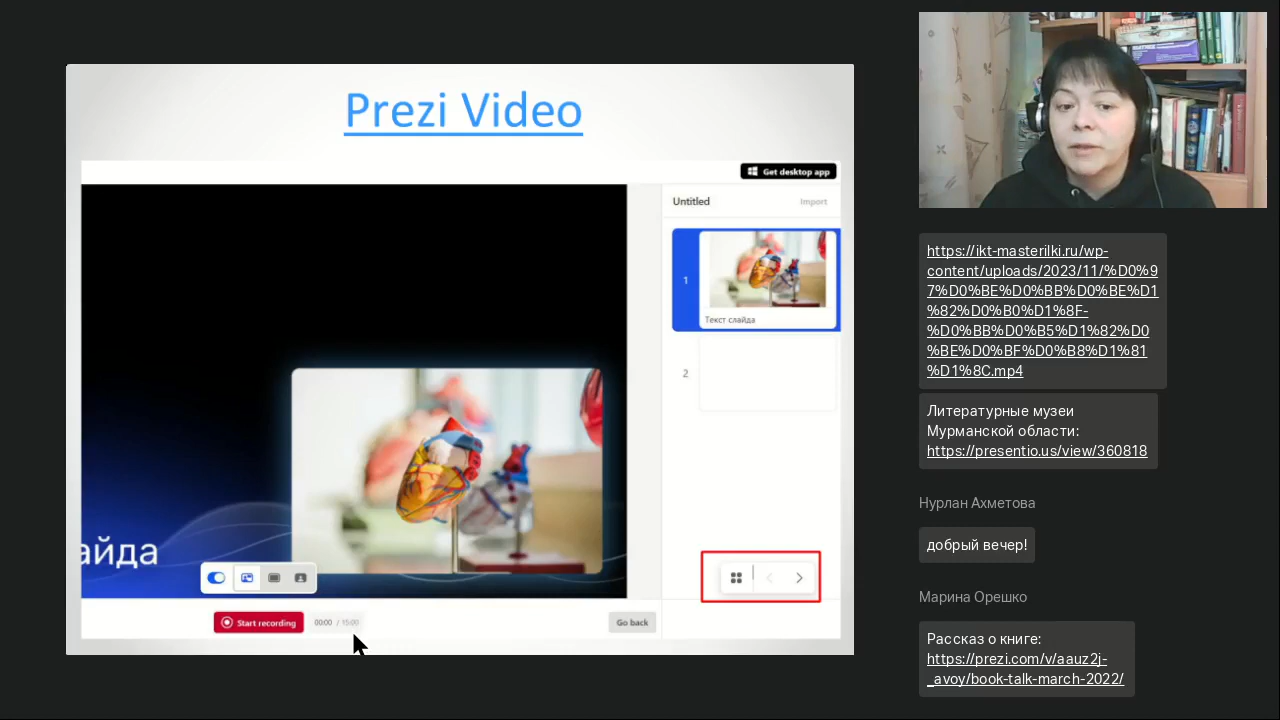 Prezi Video
Get desktop app
Untitled
Import
1
Текст слайда
2
айда
Start recording
00:00 / 15:00
Go back
https://ikt-masterilki.ru/wp-
content/uploads/2023/11/%D0%9
7%D0%BE%D0%BB%D0%BE%D1
%82%D0%B0%D1%8F-
%D0%BB%D0%B5%D1%82%D0
%BE%D0%BF%D0%B8%D1%81
%D1%8C.mp4
Литературные музеи
Мурманской области:
https://presentio.us/view/360818
Нурлан Ахметова
добрый вечер!
Марина Орешко
Рассказ о книге:
https://prezi.com/v/aauz2j-
_avoy/book-talk-march-2022/